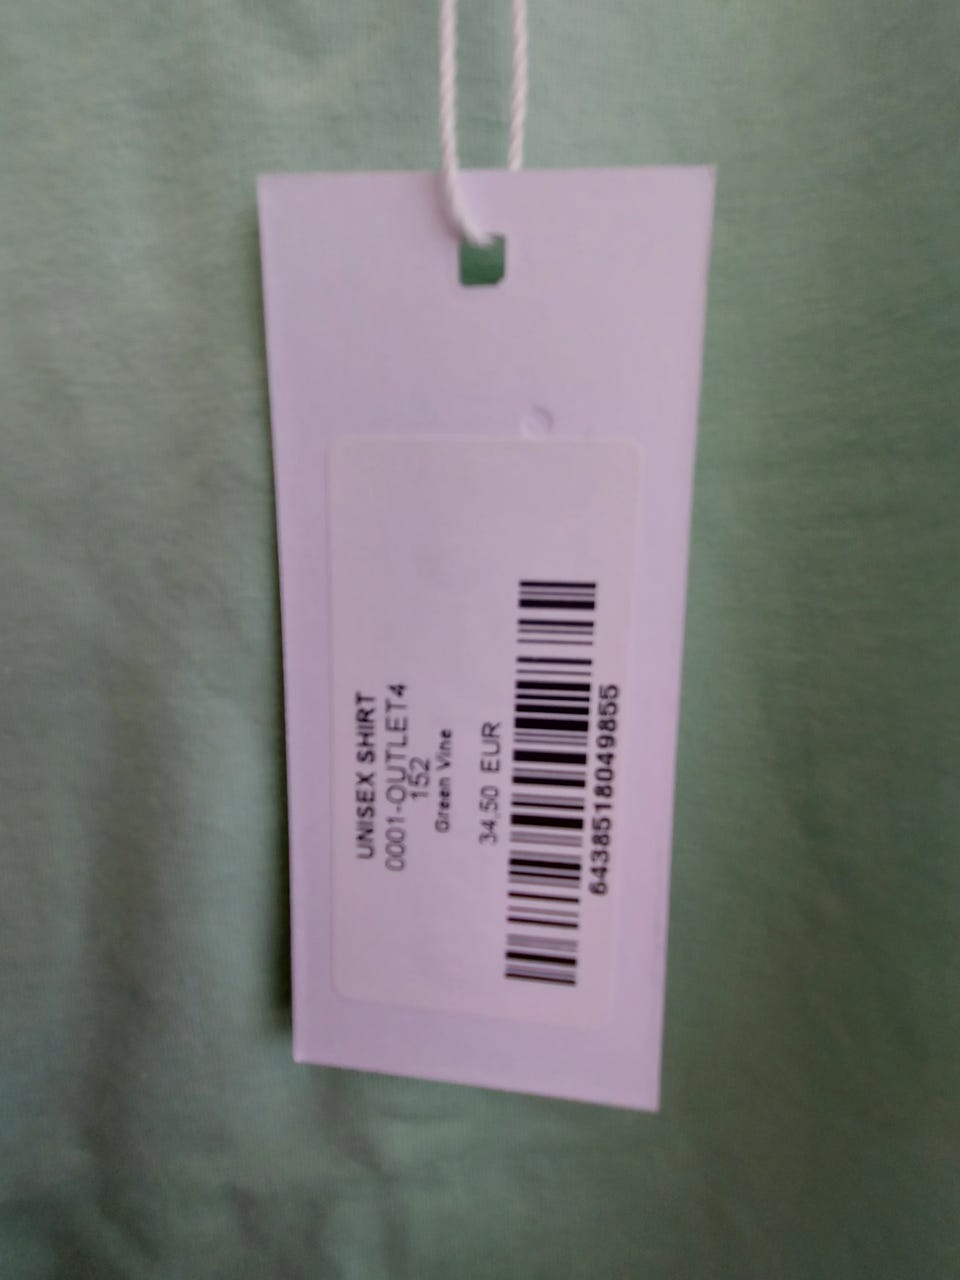 UNISEX SHIRT
0001-OUTLET4
152
Green Vine
34,50 EUR
6438518049855